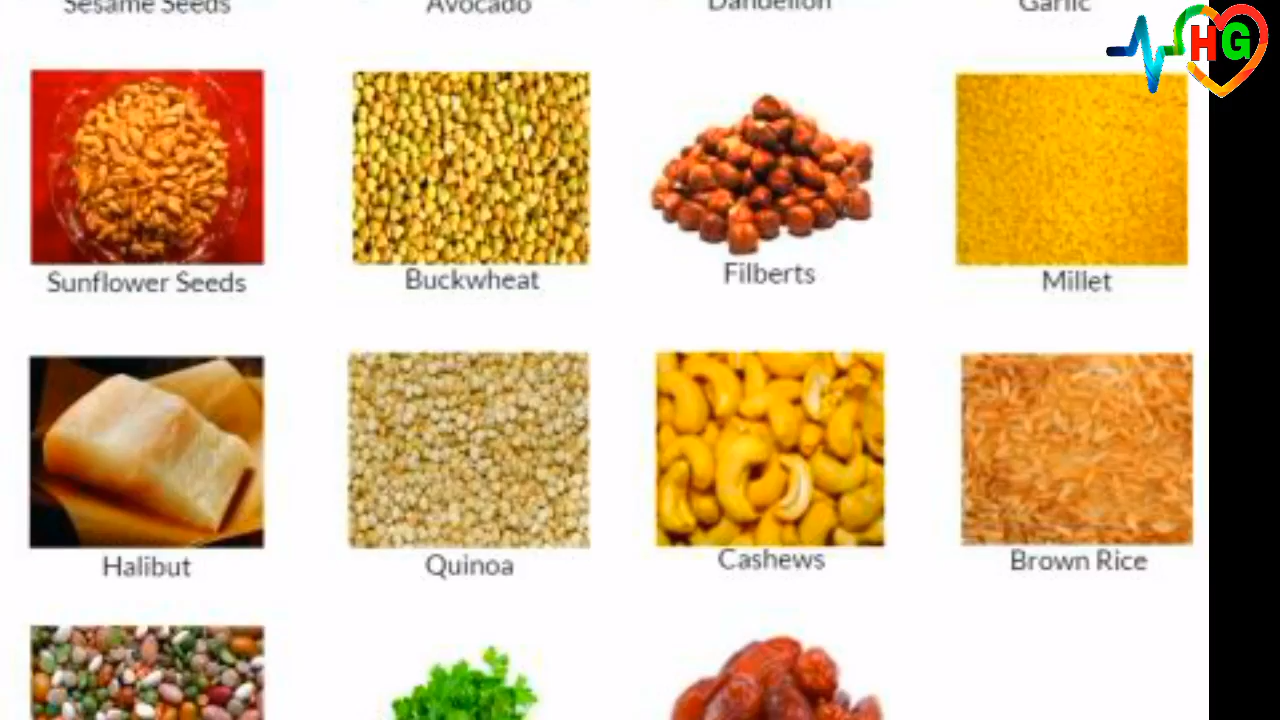 Sesame Seeds
Avocado
Dandelion
Garlic
HG
Sunflower Seeds
Buckwheat
Filberts
Millet
Halibut
Quinoa
Cashews
Brown Rice